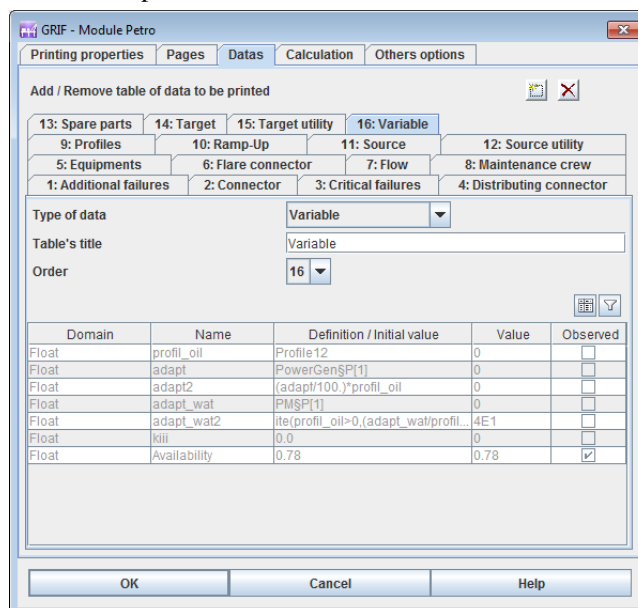 GRIF - Module Petro
Printing properties Pages Datas Calculation Others options
Add / Remove table of data to be printed
13: Spare parts 14: Target 15: Target utility 16: Variable
9: Profiles 10: Ramp-Up 11: Source 12: Source utility
5: Equipments 6: Flare connector 7: Flow 8: Maintenance crew
1: Additional failures 2: Connector 3: Critical failures 4: Distributing connector
Type of data Variable
Table's title Variable
Order 16
Domain Name Definition / Initial value Value Observed
Float profil_oil Profile12 0
Float adapt PowerGen§P[1] 0
Float adapt2 (adapt/100.)*profil_oil 0
Float adapt_wat PM§P[1] 0
Float adapt_wat2 ite(profil_oil>0,(adapt_wat/profil... 4E1
Float kiii 0.0 0
Float Availability 0.78 0.78
OK Cancel Help